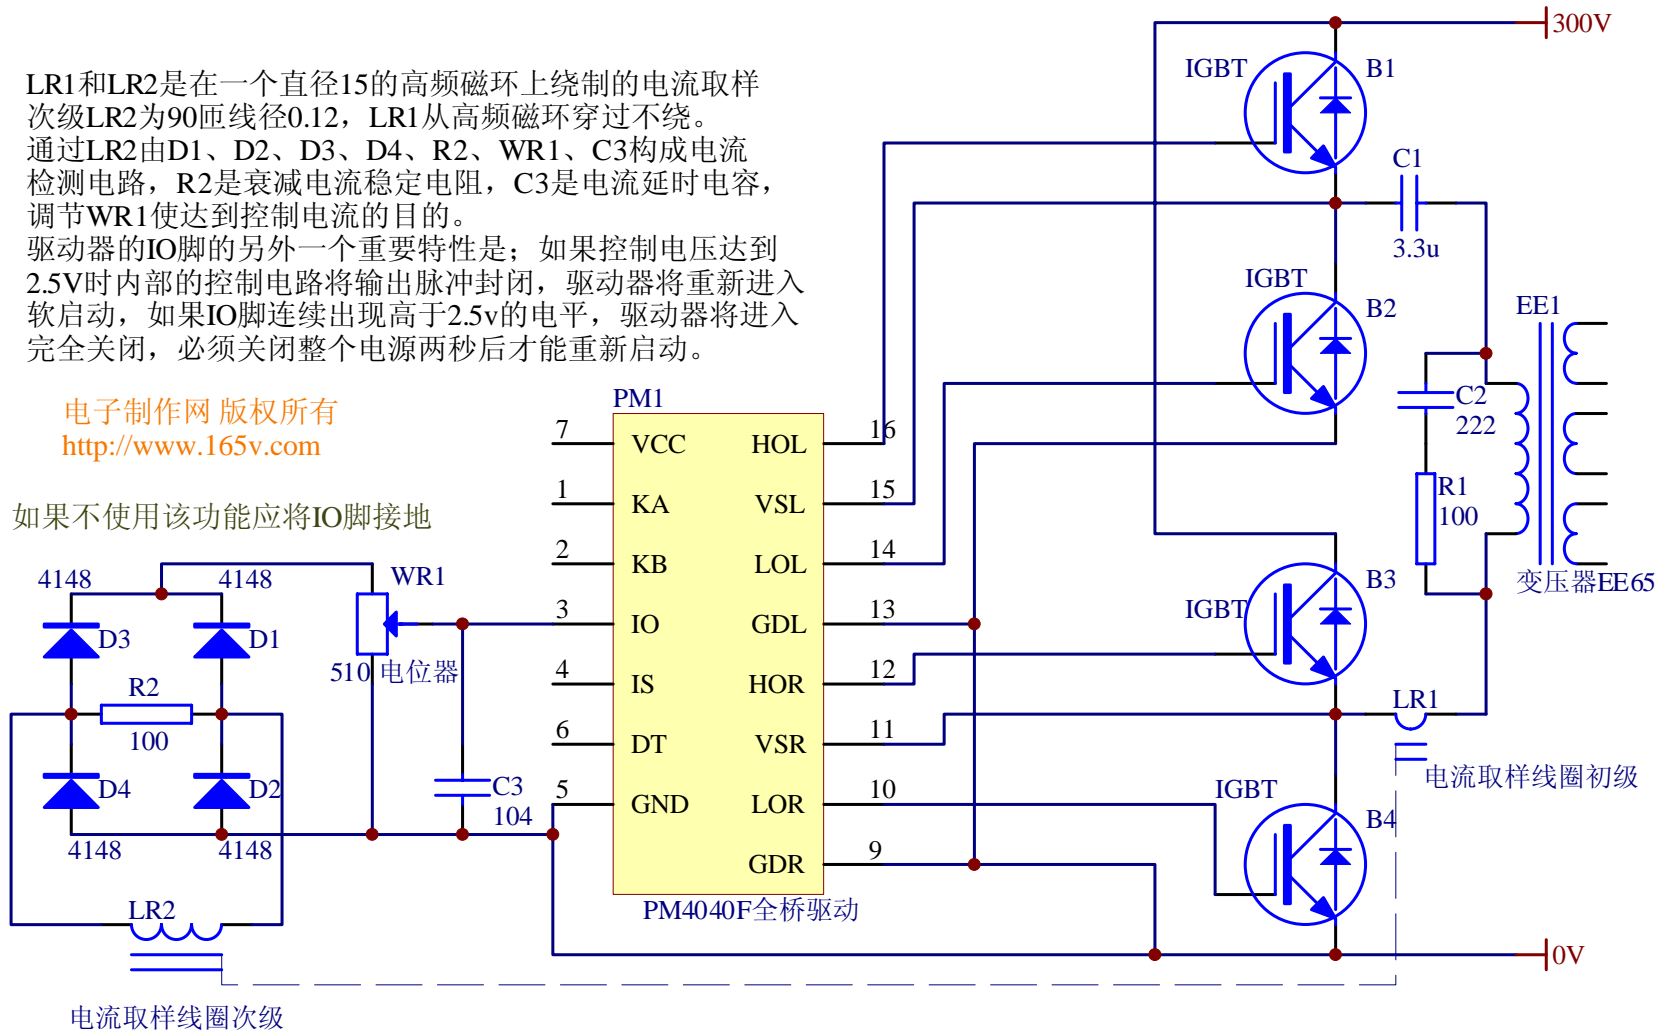 LR1和LR2是在一个直径15的高频磁环上绕制的电流取样
次级LR2为90匝线径0.12，LR1从高频磁环穿过不绕。
通过LR2由D1、D2、D3、D4、R2、WR1、C3构成电流
检测电路，R2是衰减电流稳定电阻，C3是电流延时电容，
调节WR1使达到控制电流的目的。
驱动器的IO脚的另外一个重要特性是；如果控制电压达到
2.5V时内部的控制电路将输出脉冲封闭，驱动器将重新进入
软启动，如果IO脚连续出现高于2.5v的电平，驱动器将进入
完全关闭，必须关闭整个电源两秒后才能重新启动。
电子制作网 版权所有
http://www.165v.com
如果不使用该功能应将IO脚接地
4148
4148
WR1
D3
D1
510 电位器
R2
100
D4
D2
C3
104
4148
4148
LR2
电流取样线圈次级
PM1
7
VCC
HOL
16
1
KA
VSL
15
2
KB
LOL
14
3
IO
GDL
13
4
IS
HOR
12
6
DT
VSR
11
5
GND
LOR
10
GDR
9
PM4040F全桥驱动
300V
IGBT
B1
C1
3.3u
IGBT
B2
EE1
C2
222
R1
100
变压器EE65
IGBT
B3
LR1
电流取样线圈初级
IGBT
B4
0V